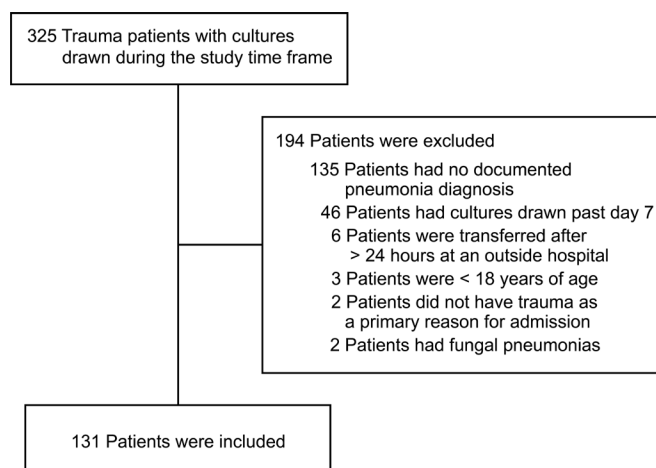 325 Trauma patients with cultures
drawn during the study time frame
194 Patients were excluded
135 Patients had no documented
pneumonia diagnosis
46 Patients had cultures drawn past day 7
6 Patients were transferred after
> 24 hours at an outside hospital
3 Patients were < 18 years of age
2 Patients did not have trauma as
a primary reason for admission
2 Patients had fungal pneumonias
131 Patients were included